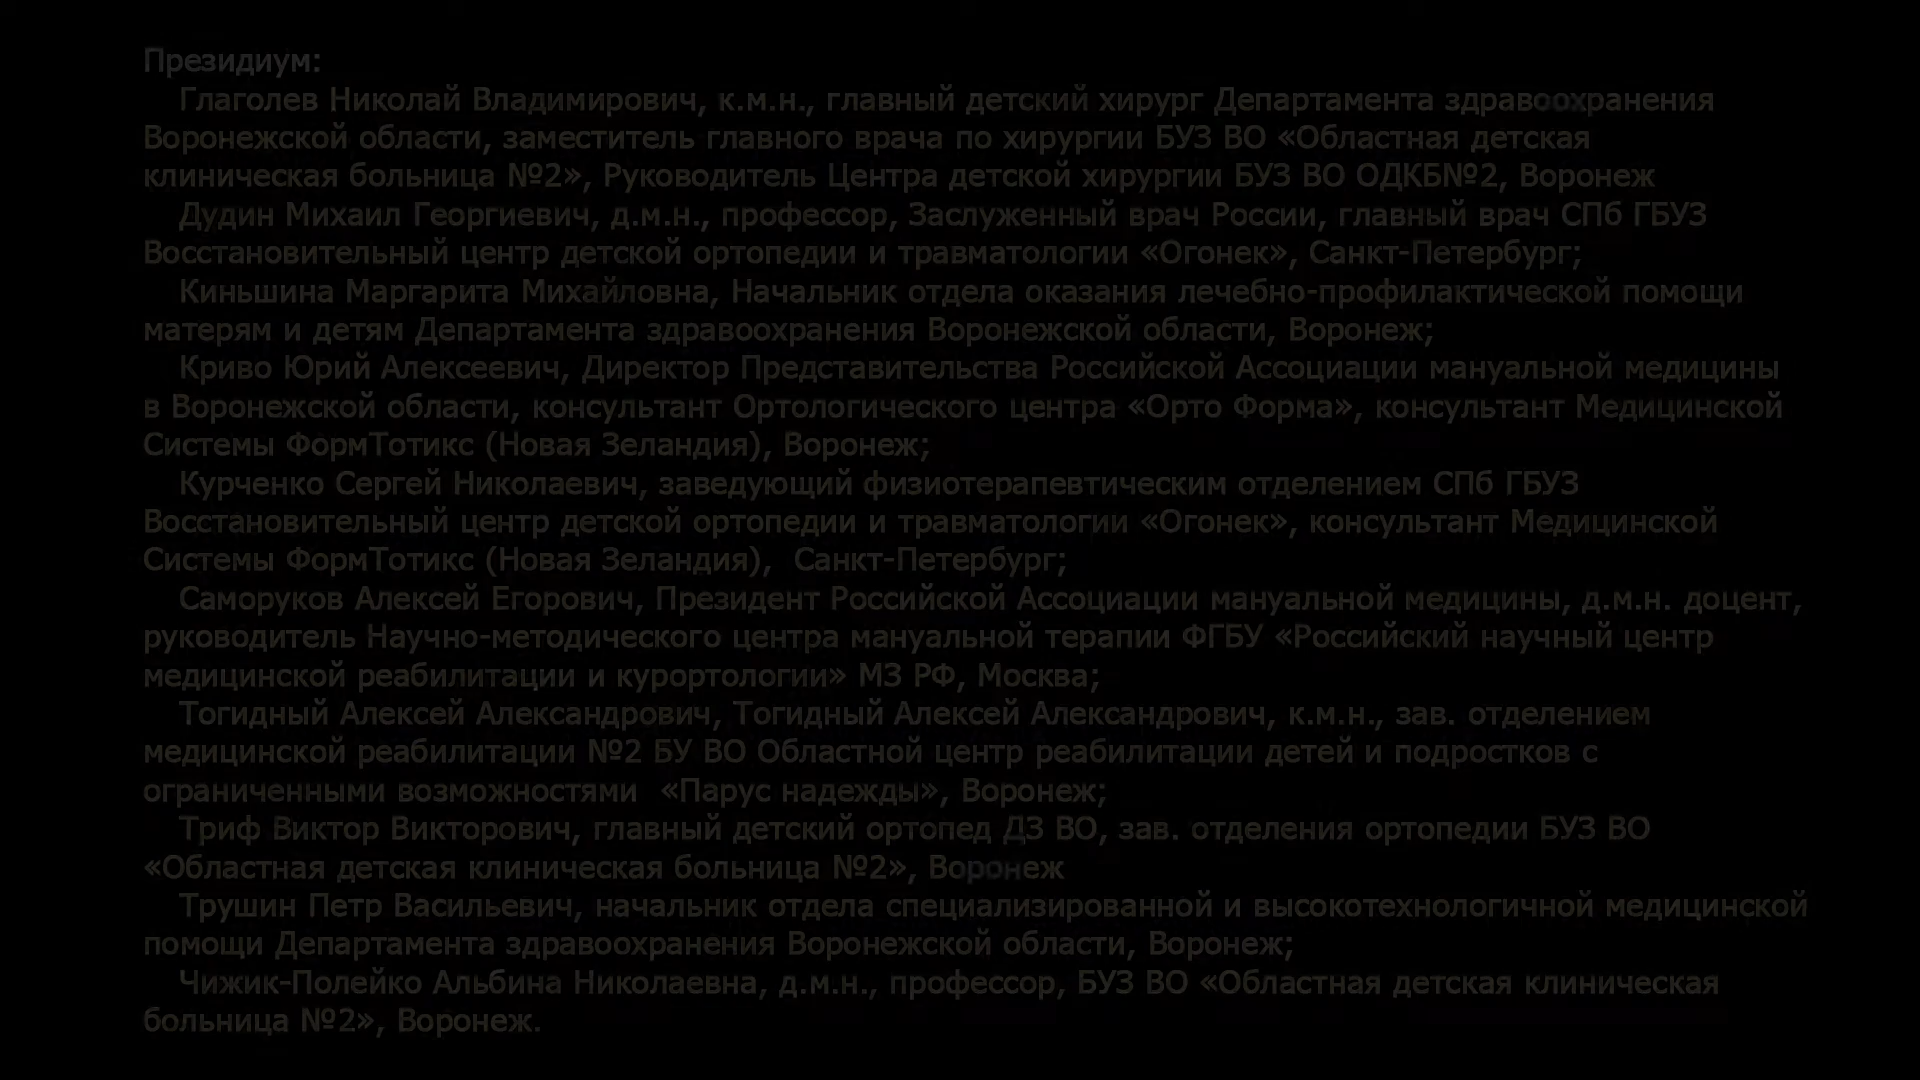 Президиум:
Глаголев Николай Владимирович, к.м.н., главный детский хирург Департамента здравоохранения
Воронежской области, заместитель главного врача по хирургии БУЗ ВО «Областная детская
клиническая больница №2», Руководитель Центра детской хирургии БУЗ ВО ОДКБ№2, Воронеж
Дудин Михаил Георгиевич, д.м.н., профессор, Заслуженный врач России, главный врач СПб ГБУЗ
Восстановительный центр детской ортопедии и травматологии «Огонек», Санкт-Петербург;
Киньшина Маргарита Михайловна, Начальник отдела оказания лечебно-профилактической помощи
матерям и детям Департамента здравоохранения Воронежской области, Воронеж;
Криво Юрий Алексеевич, Директор Представительства Российской Ассоциации мануальной медицины
в Воронежской области, консультант Ортологического центра «Орто Форма», консультант Медицинской
Системы ФормТотикс (Новая Зеландия), Воронеж;
Курченко Сергей Николаевич, заведующий физиотерапевтическим отделением СПб ГБУЗ
Восстановительный центр детской ортопедии и травматологии «Огонек», консультант Медицинской
Системы ФормТотикс (Новая Зеландия),  Санкт-Петербург;
Саморуков Алексей Егорович, Президент Российской Ассоциации мануальной медицины, д.м.н. доцент,
руководитель Научно-методического центра мануальной терапии ФГБУ «Российский научный центр
медицинской реабилитации и курортологии» МЗ РФ, Москва;
Тогидный Алексей Александрович, Тогидный Алексей Александрович, к.м.н., зав. отделением
медицинской реабилитации №2 БУ ВО Областной центр реабилитации детей и подростков с
ограниченными возможностями  «Парус надежды», Воронеж;
Триф Виктор Викторович, главный детский ортопед ДЗ ВО, зав. отделения ортопедии БУЗ ВО
«Областная детская клиническая больница №2», Воронеж
Трушин Петр Васильевич, начальник отдела специализированной и высокотехнологичной медицинской
помощи Департамента здравоохранения Воронежской области, Воронеж;
Чижик-Полейко Альбина Николаевна, д.м.н., профессор, БУЗ ВО «Областная детская клиническая
больница №2», Воронеж.